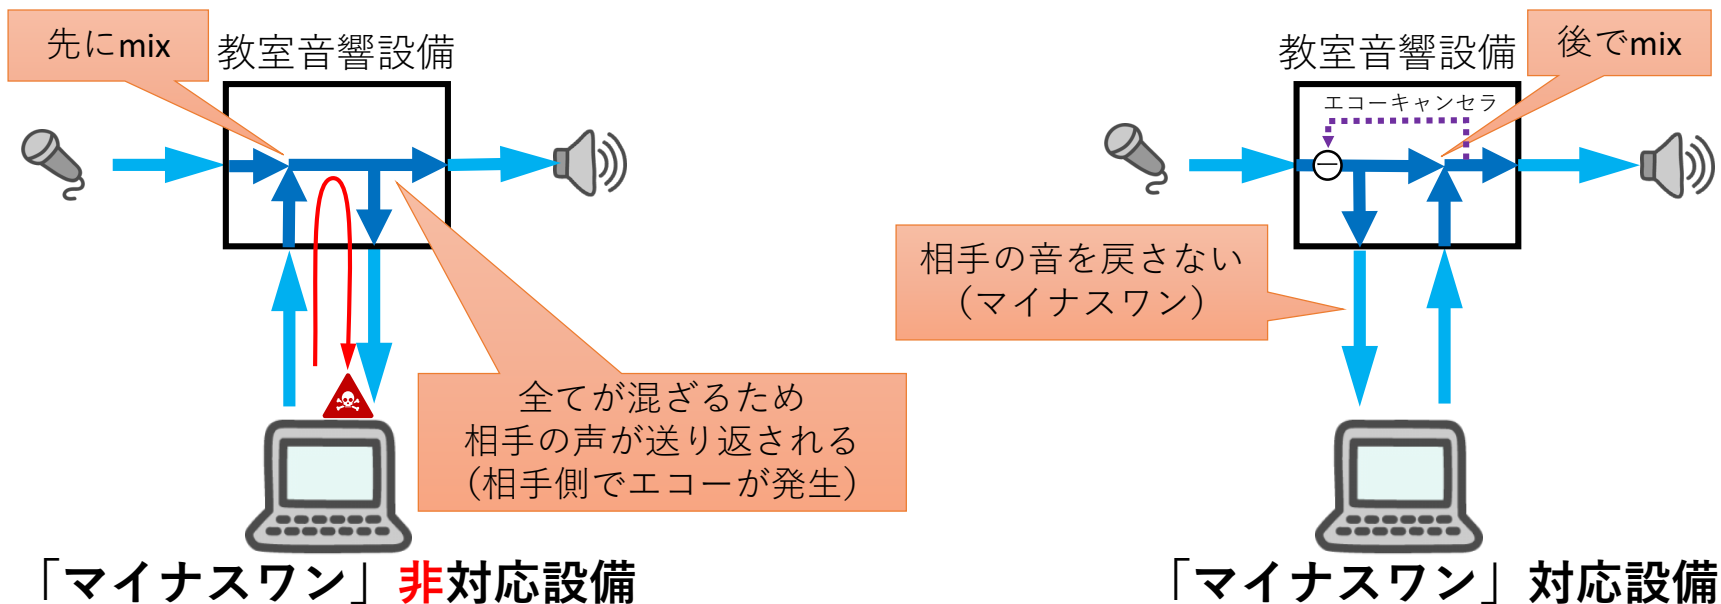 先にmix
教室音響設備
全てが混ざるため
相手の声が送り返される
（相手側でエコーが発生）
「マイナスワン」非対応設備
教室音響設備
後でmix
エコーキャンセラ
相手の音を戻さない
（マイナスワン）
「マイナスワン」対応設備